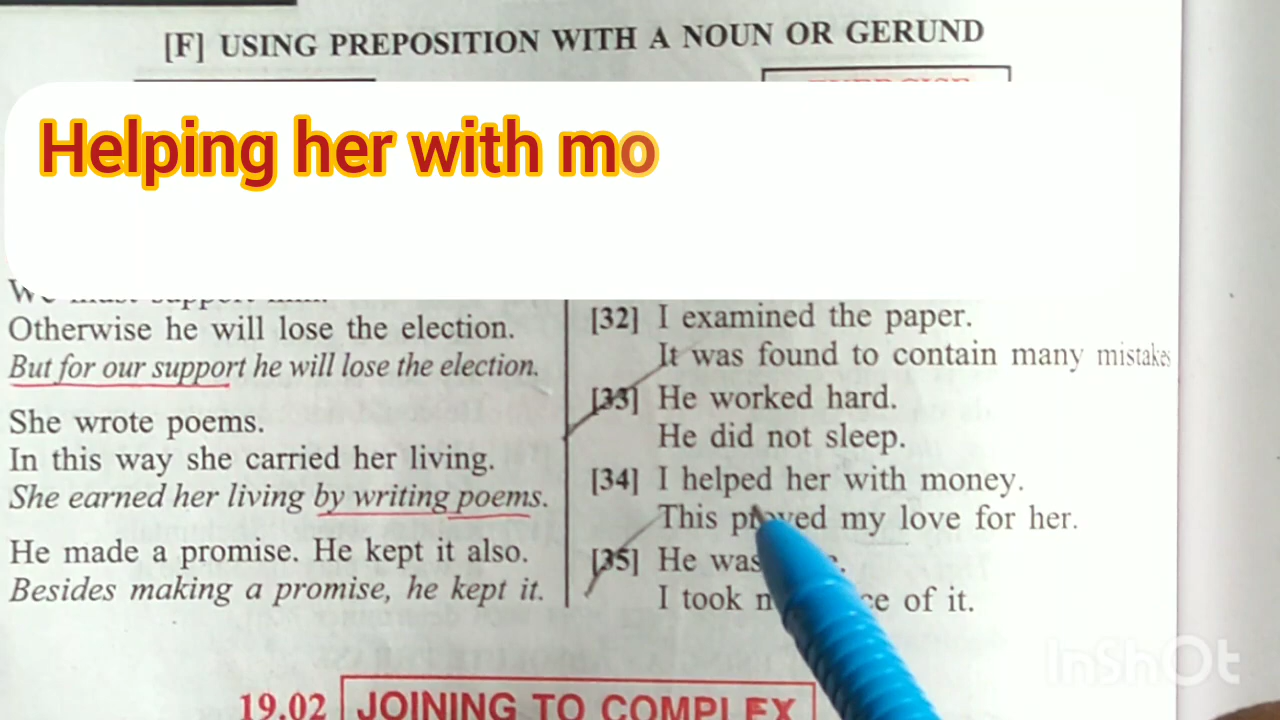 [F] USING PREPOSITION WITH A NOUN OR GERUND
Helping her with mo
Otherwise he will lose the election.
But for our support he will lose the election.
She wrote poems.
In this way she carried her living.
She earned her living by writing poems.
He made a promise. He kept it also.
Besides making a promise, he kept it.
[32] I examined the paper.
It was found to contain many mistakes
[33] He worked hard.
He did not sleep.
[34] I helped her with money.
This proved my love for her.
[35] He was
I took of it.
19.02 JOINING TO COMPLEX
InShOt